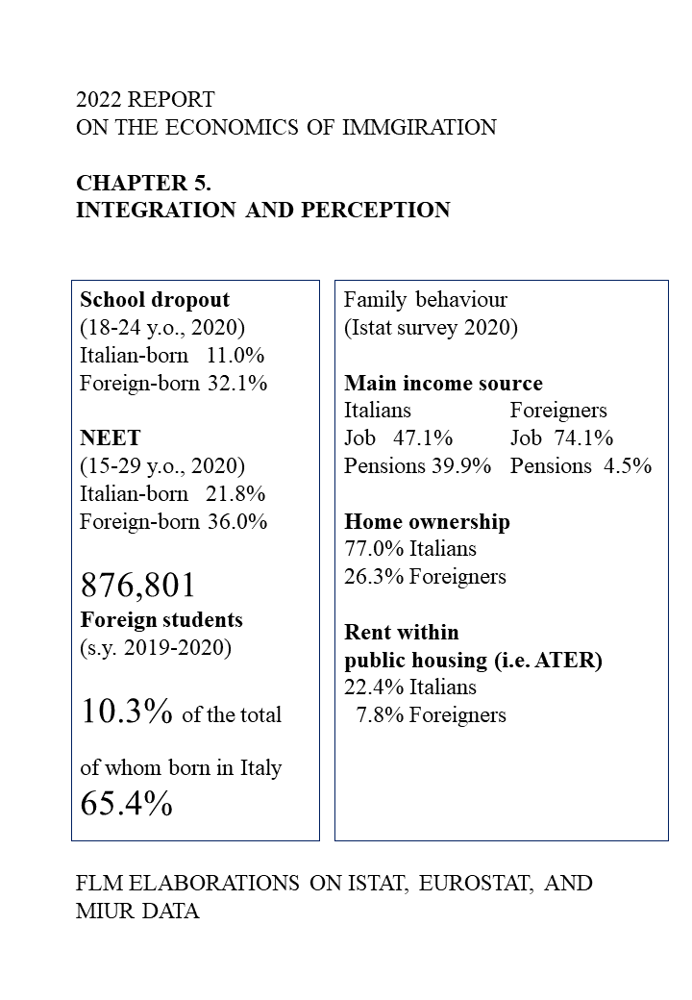 2022 REPORT
ON THE ECONOMICS OF IMMGIRATION
CHAPTER 5.
INTEGRATION AND PERCEPTION
School dropout
(18-24 y.o., 2020)
Italian-born 11.0%
Foreign-born 32.1%
NEET
(15-29 y.o., 2020)
Italian-born 21.8%
Foreign-born 36.0%
876,801
Foreign students
(s.y. 2019-2020)
10.3% of the total
of whom born in Italy
65.4%
Family behaviour
(Istat survey 2020)
Main income source
Italians Foreigners
Job 47.1% Job 74.1%
Pensions 39.9% Pensions 4.5%
Home ownership
77.0% Italians
26.3% Foreigners
Rent within
public housing (i.e. ATER)
22.4% Italians
7.8% Foreigners
FLM ELABORATIONS ON ISTAT, EUROSTAT, AND
MIUR DATA